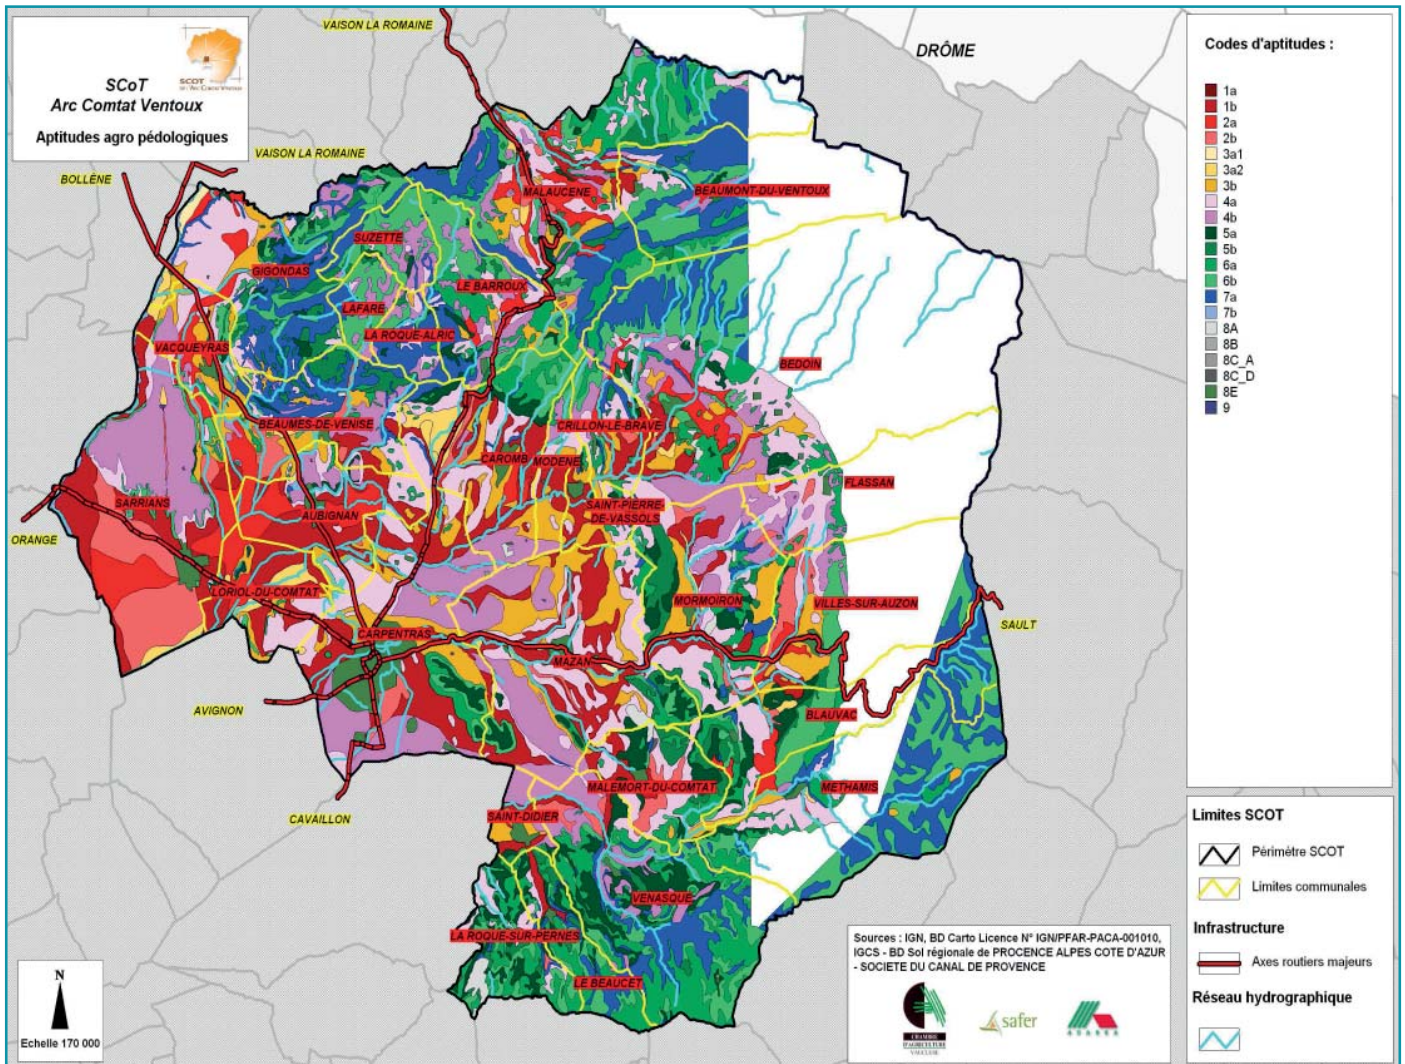 SCoT
Arc Comtat Ventoux
Aptitudes agro pédologiques
SCOT
VAISON LA ROMAINE
DRÔME
VAISON LA ROMAINE
BOLLÈNE
MALAUCENE
BEAUMONT-DU-VENTOUX
SUZETTE
GIGONDAS
LE BARROUX
LAFARE
LA ROQUE-ALRIC
VACQUEYRAS
BEDOIN
BEAUMES-DE-VENISE
CRILLON-LE-BRAVE
CAROMB
MODENE
FLASSAN
SARRIANS
AUBIGNAN
SAINT-PIERRE-
DE-VASSOLS
ORANGE
LORIOL-DU-COMTAT
MORMOIRON
VILLES-SUR-AUZON
SAULT
CARPENTRAS
MAZAN
AVIGNON
BLAUVAC
MALEMORT-DU-COMTAT
METHAMIS
CAVAILLON
SAINT-DIDIER
VENASQUE
LA ROQUE-SUR-PERNES
LE BEAUCET
N
Echelle 170 000
Sources : IGN, BD Carto Licence N° IGN/PFAR-PACA-001010,
IGCS - BD Sol régionale de PROCENCE ALPES COTE D'AZUR
- SOCIETE DU CANAL DE PROVENCE
CHAMBRE
D'AGRICULTURE
VAUCLUSE
safer
Codes d'aptitudes :
1a
1b
2a
2b
3a1
3a2
3b
4a
4b
5a
5b
6a
6b
7a
7b
8A
8B
8C_A
8C_D
8E
9
Limites SCOT
Périmètre SCOT
Limites communales
Infrastructure
Axes routiers majeurs
Réseau hydrographique